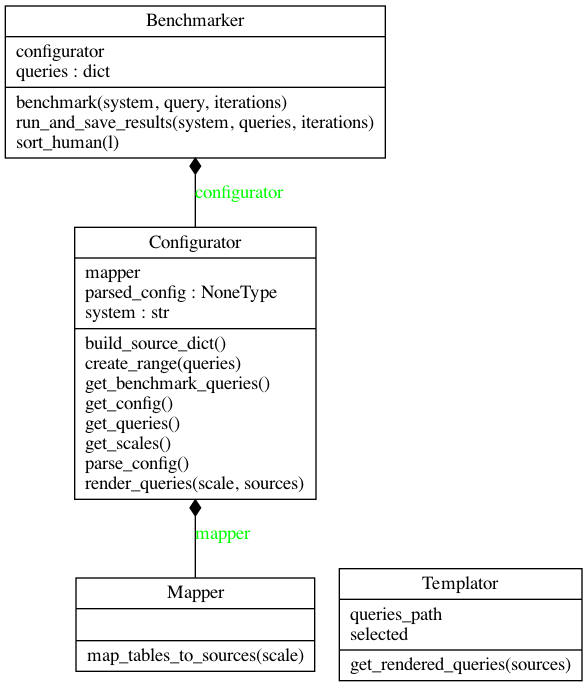 Benchmarker
configurator
queries : dict
benchmark(system, query, iterations)
run_and_save_results(system, queries, iterations)
sort_human(l)
configurator
Configurator
mapper
parsed_config : NoneType
system : str
build_source_dict()
create_range(queries)
get_benchmark_queries()
get_config()
get_queries()
get_scales()
parse_config()
render_queries(scale, sources)
mapper
Mapper
map_tables_to_sources(scale)
Templator
queries_path
selected
get_rendered_queries(sources)